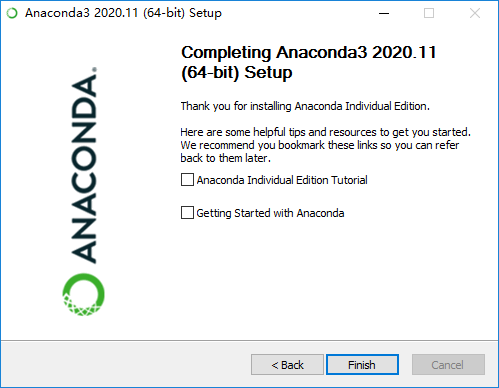 Anaconda3 2020.11 (64-bit) Setup
ANACONDA.
Completing Anaconda3 2020.11
(64-bit) Setup
Thank you for installing Anaconda Individual Edition.
Here are some helpful tips and resources to get you started.
We recommend you bookmark these links so you can refer
back to them later.
Anaconda Individual Edition Tutorial
Getting Started with Anaconda
< Back
Finish
Cancel